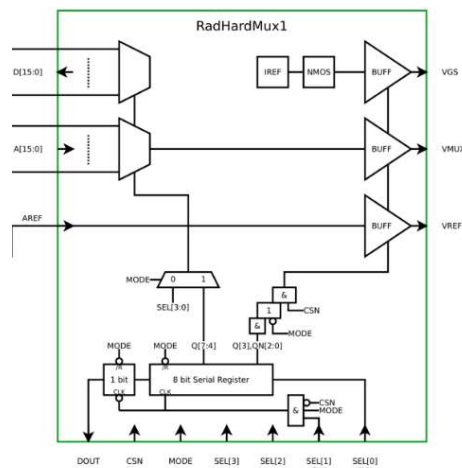 RadHardMux1
D[15:0]
IREF
NMOS
BUFF
VGS
A[15:0]
BUFF
VMUX
AREF
BUFF
VREF
MODE
0
1
SEL[3:0]
&
CSN
1
&
MODE
MODE
MODE
Q[7:4]
Q[3],QN[2:0]
/R
/R
1 bit
8 bit Serial Register
CLK
CLK
&
CSN
MODE
DOUT
CSN
MODE
SEL[3]
SEL[2]
SEL[1]
SEL[0]